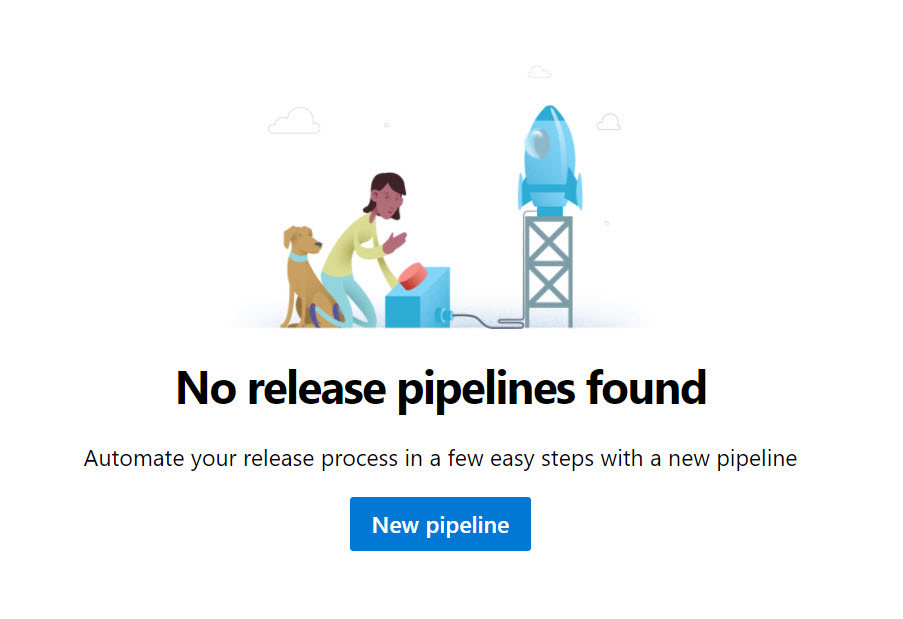 No release pipelines found
Automate your release process in a few easy steps with a new pipeline
New pipeline